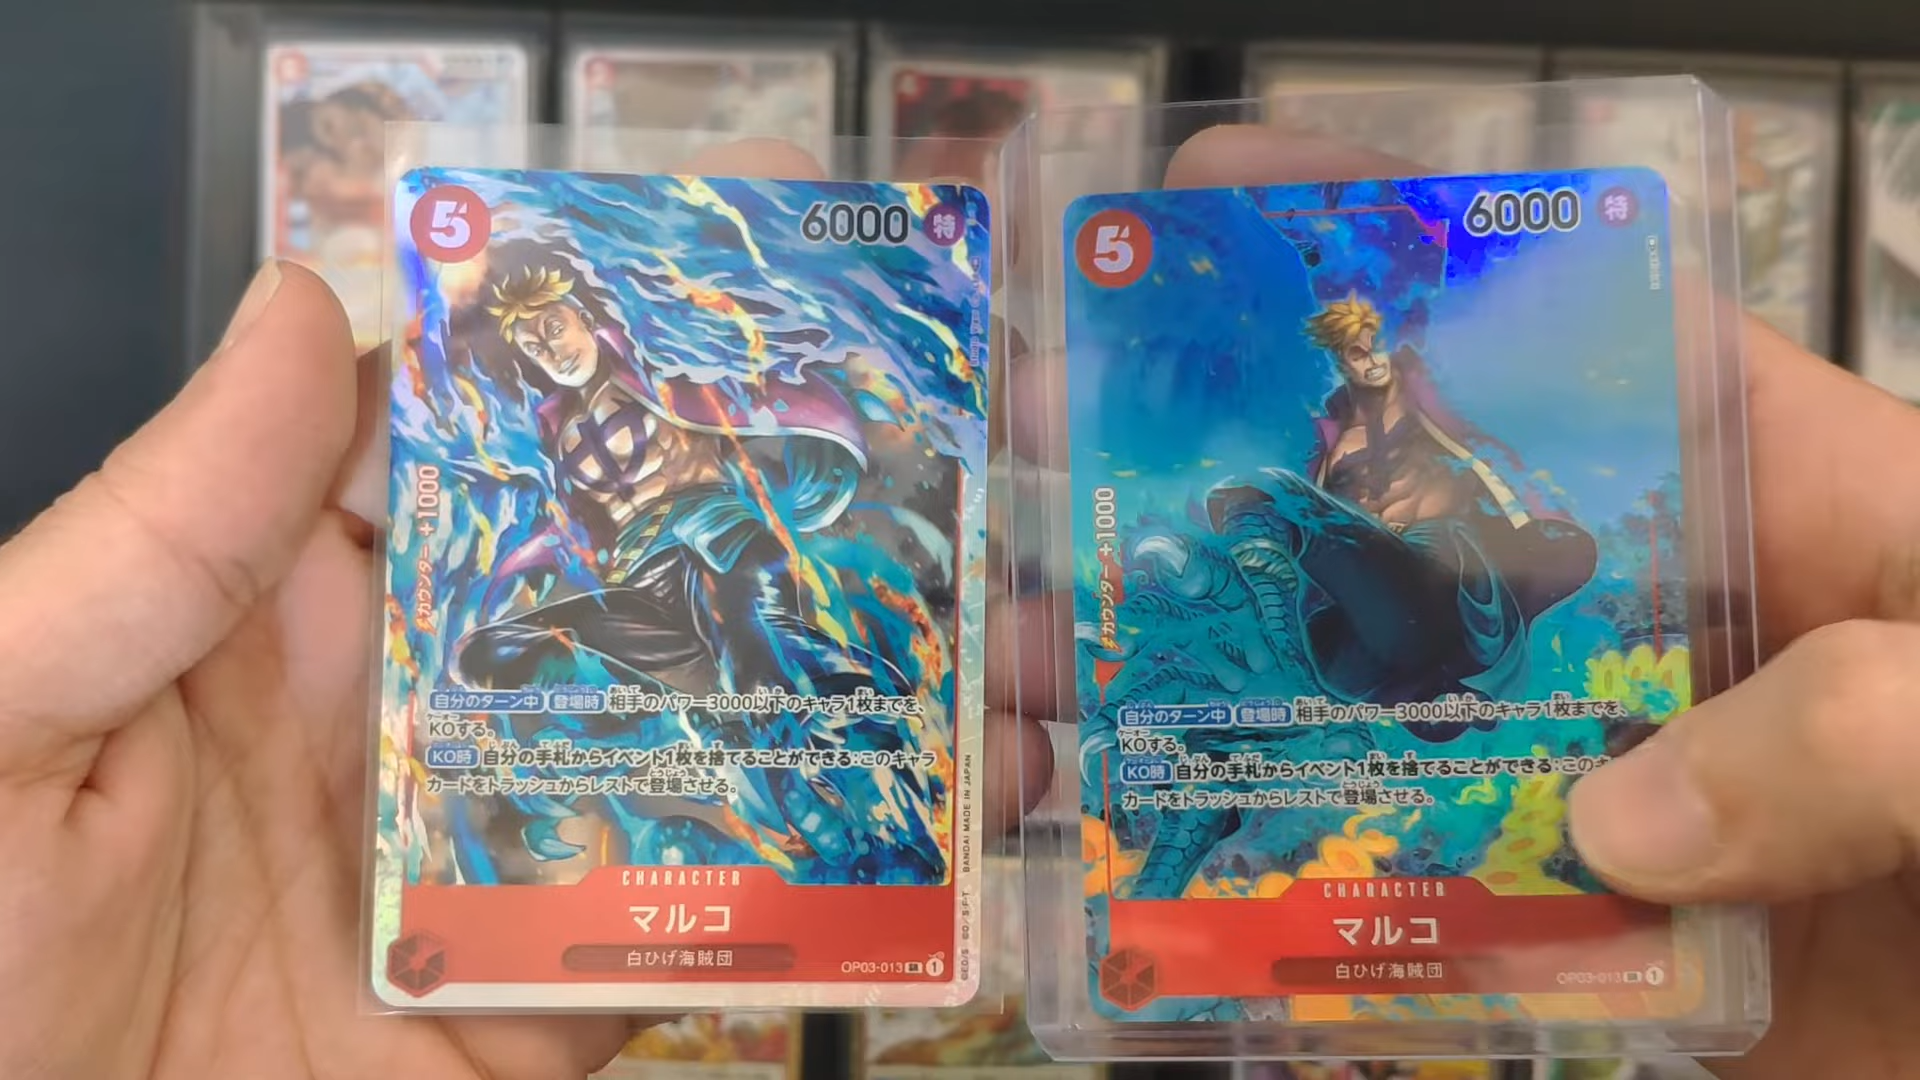 5
6000
特
カウンター+1000
自分のターン中 登場時 相手のパワー3000以下のキャラ1枚までを、
KOする。
KO時 自分の手札からイベント1枚を捨てることができる:このキャラ
カードをトラッシュからレストで登場させる。
BANDAI MADE IN JAPAN
CHARACTER
マルコ
白ひげ海賊団
OP03-013 SR 1
5
6000
特
カウンター+1000
自分のターン中 登場時 相手のパワー3000以下のキャラ1枚までを、
KOする。
KO時 自分の手札からイベント1枚を捨てることができる:このキ
カードをトラッシュからレストで登場させる。
CHARACTER
マルコ
白ひげ海賊団
OP03-013 SR 1